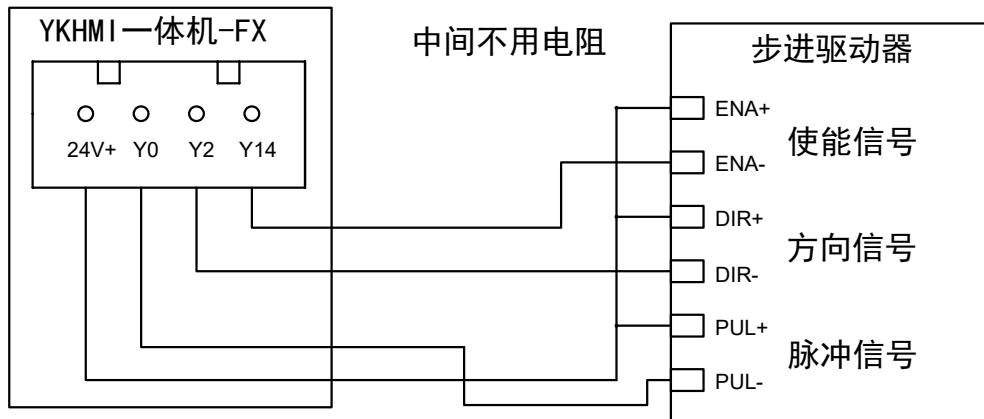 YKHMI一体机-FX
中间不用电阻
步进驱动器
24V+ Y0 Y2 Y14
ENA+
使能信号
ENA-
DIR+
方向信号
DIR-
PUL+
脉冲信号
PUL-